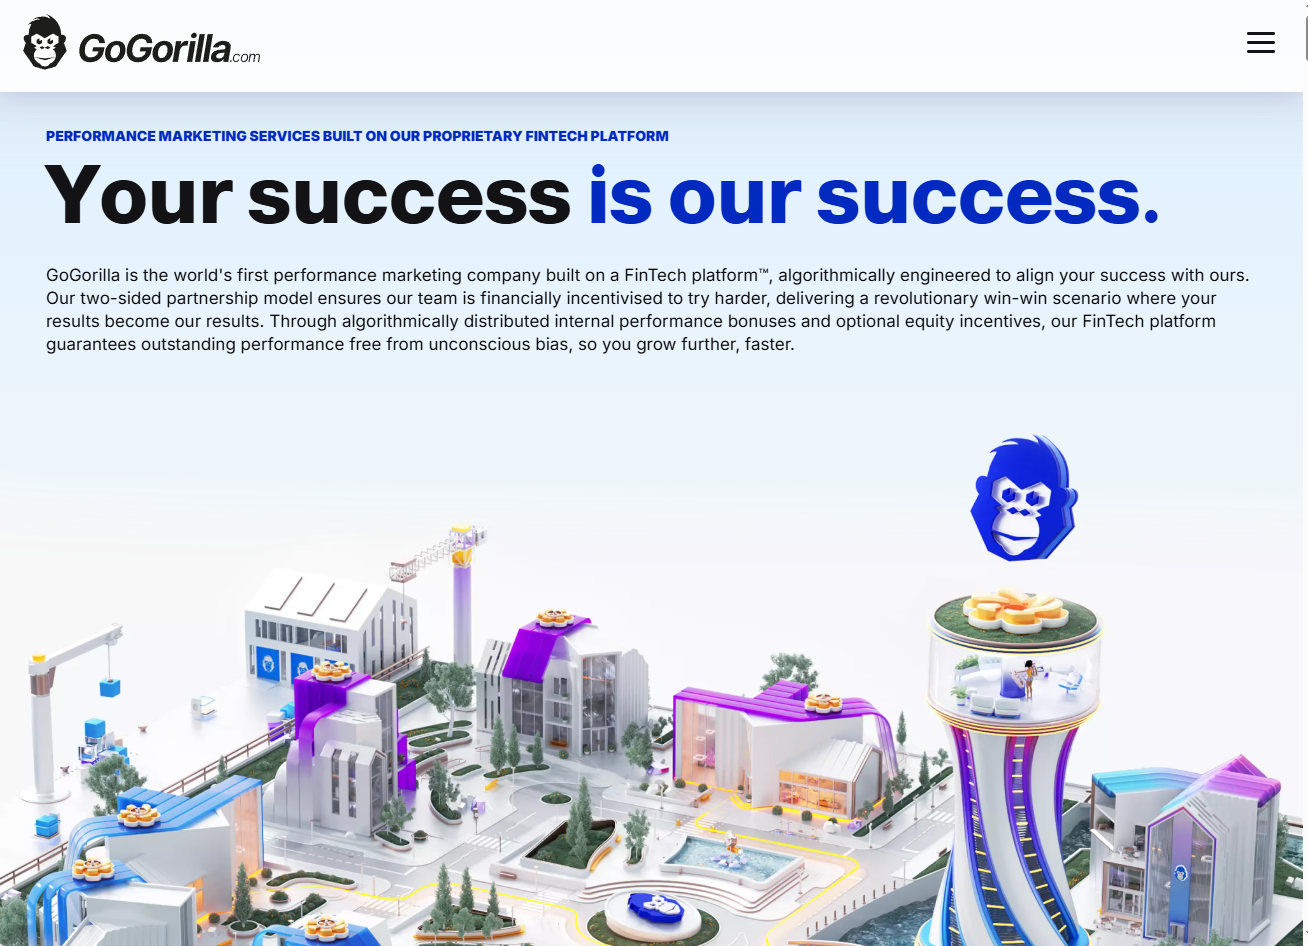 GoGorilla.com
PERFORMANCE MARKETING SERVICES BUILT ON OUR PROPRIETARY FINTECH PLATFORM
Your success is our success.
GoGorilla is the world's first performance marketing company built on a FinTech platform™, algorithmically engineered to align your success with ours.
Our two-sided partnership model ensures our team is financially incentivised to try harder, delivering a revolutionary win-win scenario where your
results become our results. Through algorithmically distributed internal performance bonuses and optional equity incentives, our FinTech platform
guarantees outstanding performance free from unconscious bias, so you grow further, faster.